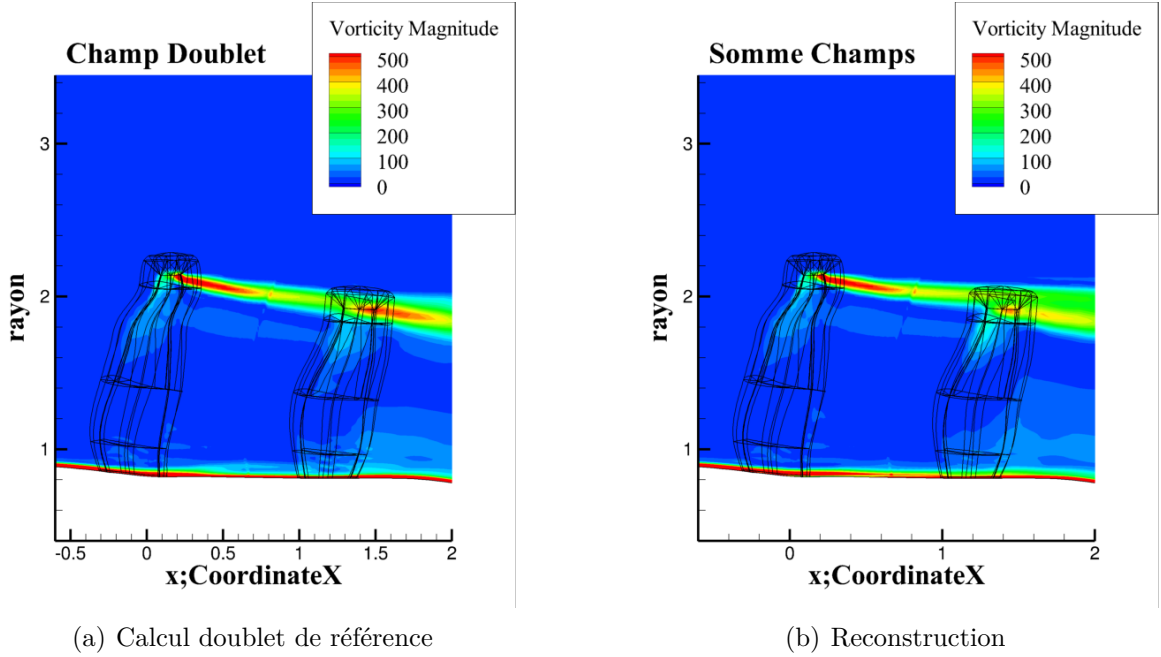 Champ Doublet
Vorticity Magnitude
500
400
300
200
100
0
rayon
3
2
1
-0.5 0 0.5 1 1.5 2
x;CoordinateX
(a) Calcul doublet de référence
Somme Champs
Vorticity Magnitude
500
400
300
200
100
0
rayon
3
2
1
0 1 2
x;CoordinateX
(b) Reconstruction